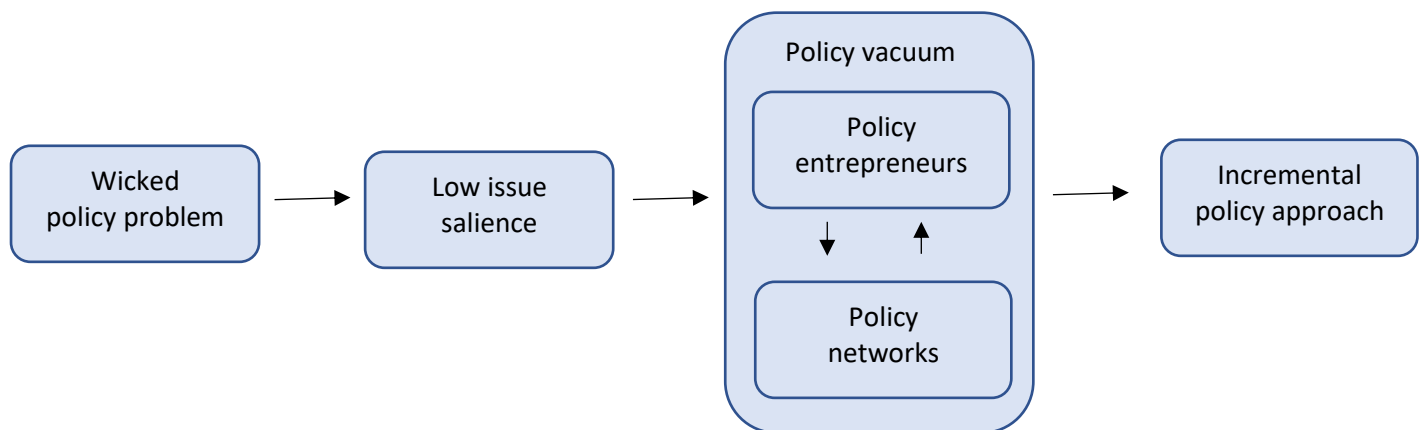 Wicked
policy problem
Low issue
salience
Policy vacuum
Policy
entrepreneurs
Policy
networks
Incremental
policy approach